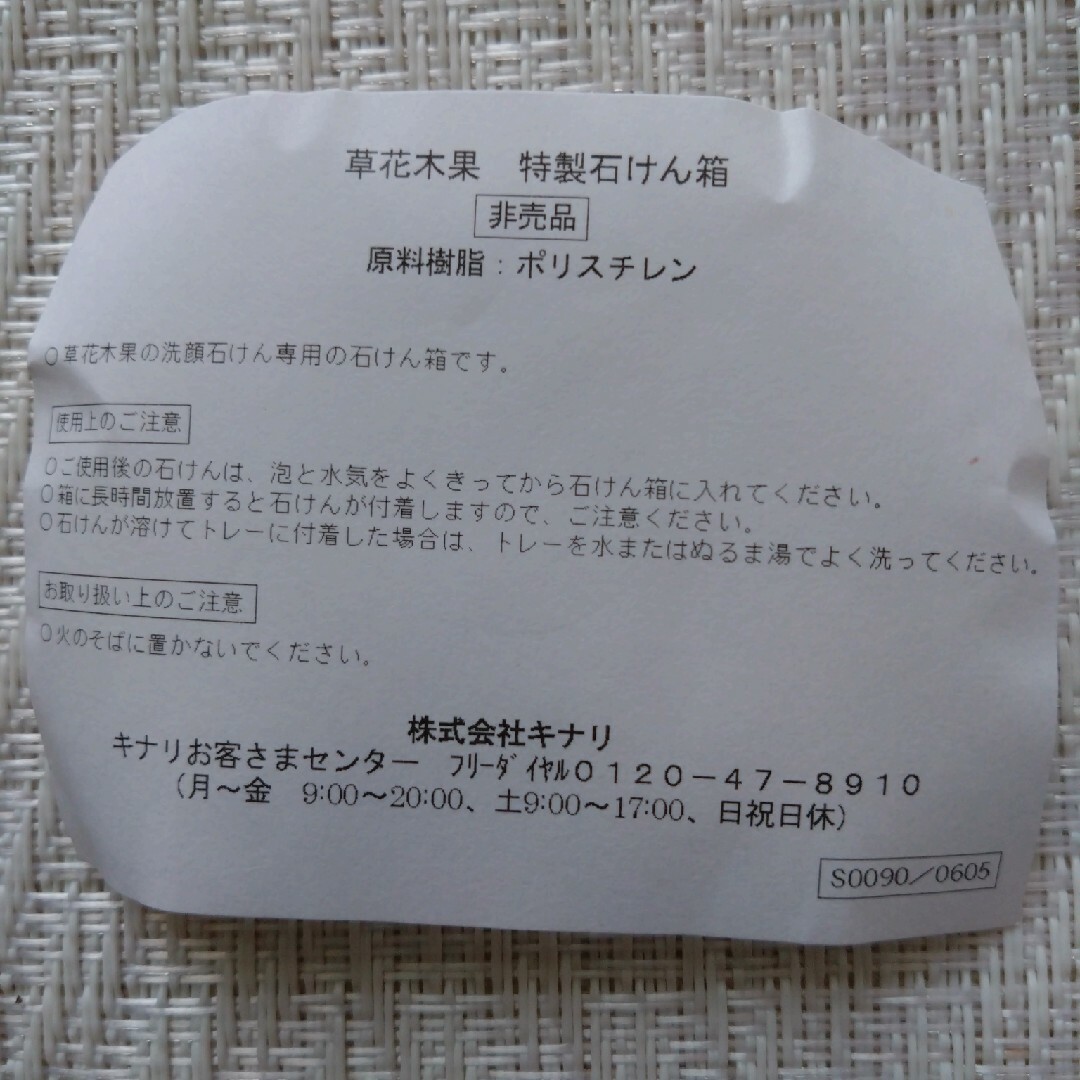 草花木果　特製石けん箱
非売品
原料樹脂：ポリスチレン
○草花木果の洗顔石けん専用の石けん箱です。
使用上のご注意
○ご使用後の石けんは、泡と水気をよくきってから石けん箱に入れてください。
○箱に長時間放置すると石けんが付着しますので、ご注意ください。
○石けんが溶けてトレーに付着した場合は、トレーを水またはぬるま湯でよく洗ってください。
お取り扱い上のご注意
○火のそばに置かないでください。
株式会社キナリ
キナリお客さまセンター　ﾌﾘｰﾀﾞｲﾔﾙ０１２０－４７－８９１０
（月～金　9:00～20:00、土9:00～17:00、日祝日休）
S0090／0605